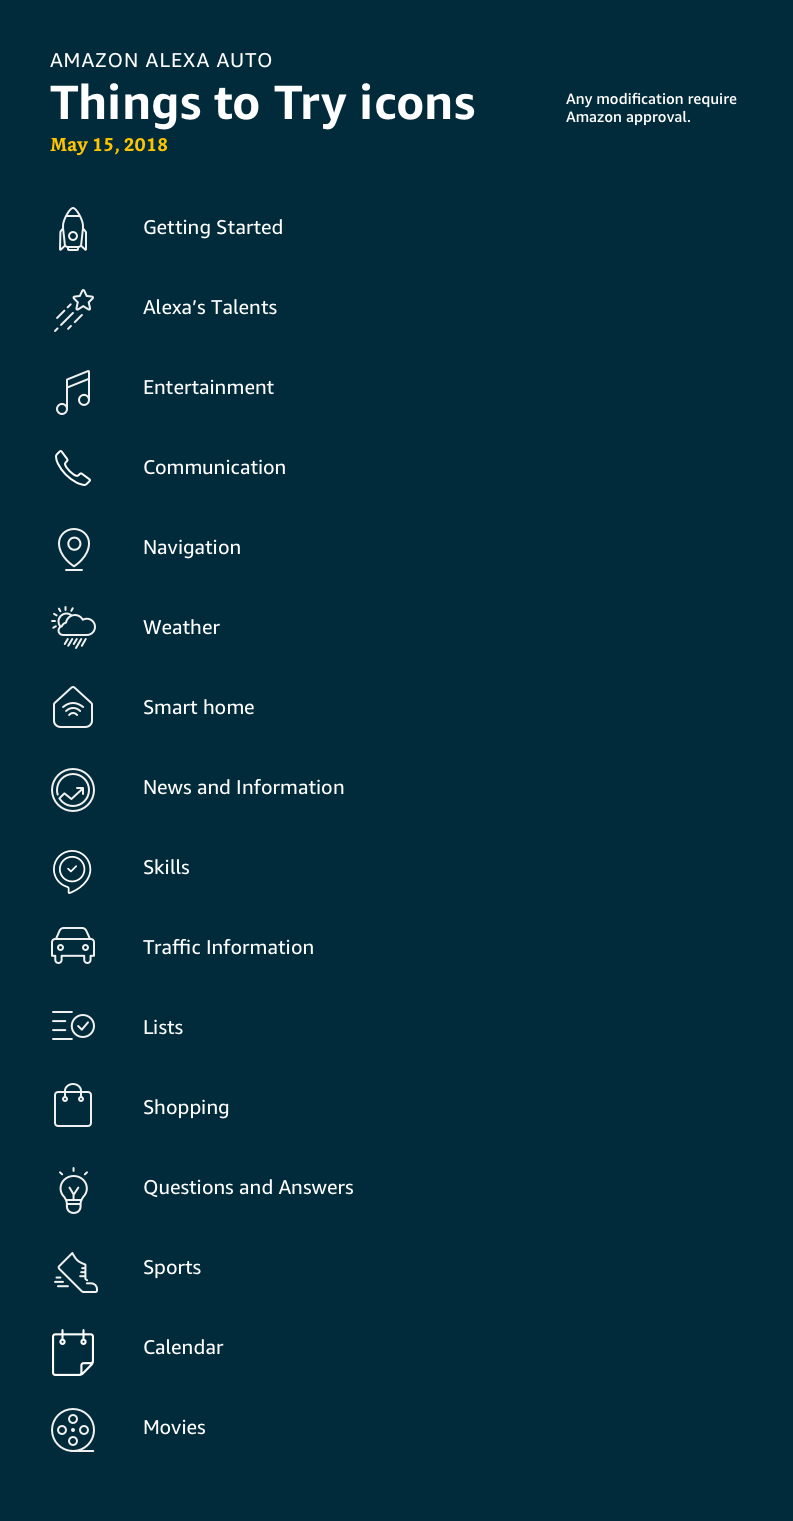 AMAZON ALEXA AUTO
Things to Try icons
May 15, 2018
Any modification require
Amazon approval.
Getting Started
Alexa’s Talents
Entertainment
Communication
Navigation
Weather
Smart home
News and Information
Skills
Traffic Information
Lists
Shopping
Questions and Answers
Sports
Calendar
Movies